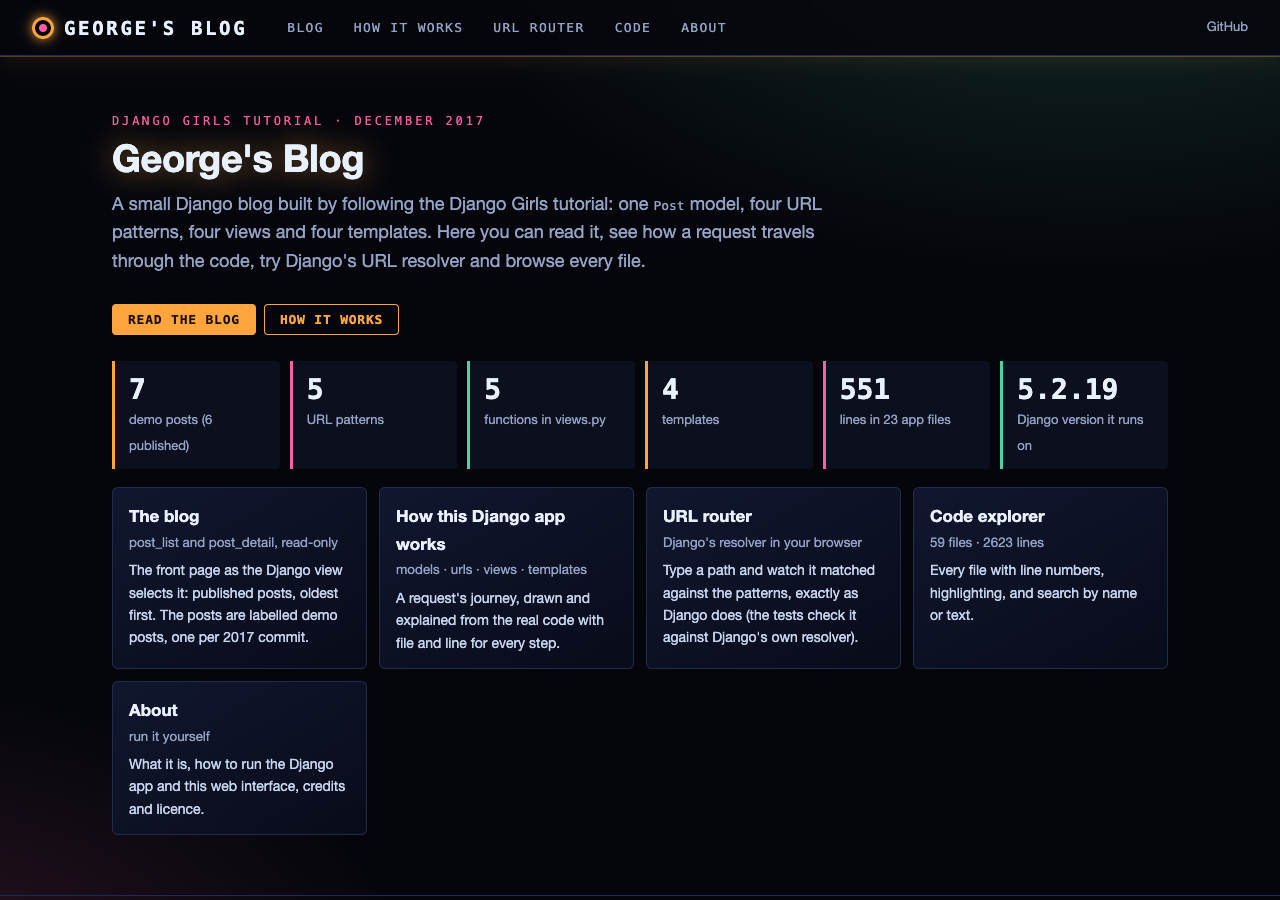 GEORGE'S BLOG
BLOG
HOW IT WORKS
URL ROUTER
CODE
ABOUT
GitHub
DJANGO GIRLS TUTORIAL · DECEMBER 2017
George's Blog
A small Django blog built by following the Django Girls tutorial: one Post model, four URL
patterns, four views and four templates. Here you can read it, see how a request travels
through the code, try Django's URL resolver and browse every file.
READ THE BLOG
HOW IT WORKS
7
demo posts (6
published)
5
URL patterns
5
functions in views.py
4
templates
551
lines in 23 app files
5.2.19
Django version it runs
on
The blog
post_list and post_detail, read-only
The front page as the Django view
selects it: published posts, oldest
first. The posts are labelled demo
posts, one per 2017 commit.
How this Django app
works
models · urls · views · templates
A request's journey, drawn and
explained from the real code with
file and line for every step.
URL router
Django's resolver in your browser
Type a path and watch it matched
against the patterns, exactly as
Django does (the tests check it
against Django's own resolver).
Code explorer
59 files · 2623 lines
Every file with line numbers,
highlighting, and search by name
or text.
About
run it yourself
What it is, how to run the Django
app and this web interface, credits
and licence.